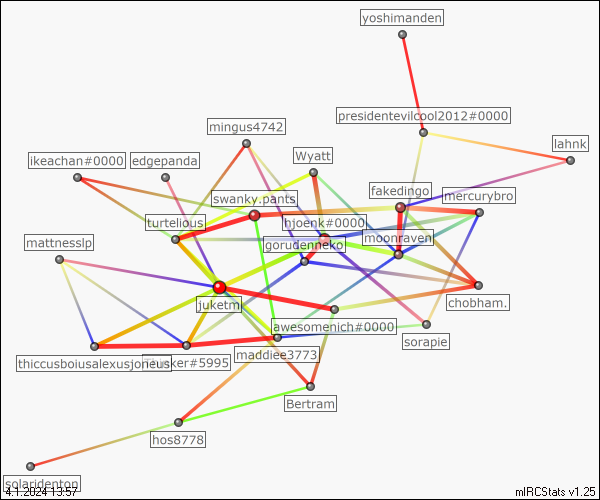 yoshimanden
presidentevilcool2012#0000
mingus4742
lahnk
ikeachan#0000
edgepanda
Wyatt
fakedingo
swanky.pants
mercurybro
turtelious
bjoenk#0000
moonraven
mattnesslp
gorudenneko
juketm
chobham.
awesomenich#0000
sorapie
thiccusboiusalexusjoneus
#5995
maddiee3773
Bertram
hos8778
solaridenton
4.1.2024 13:57
mIRCStats v1.25